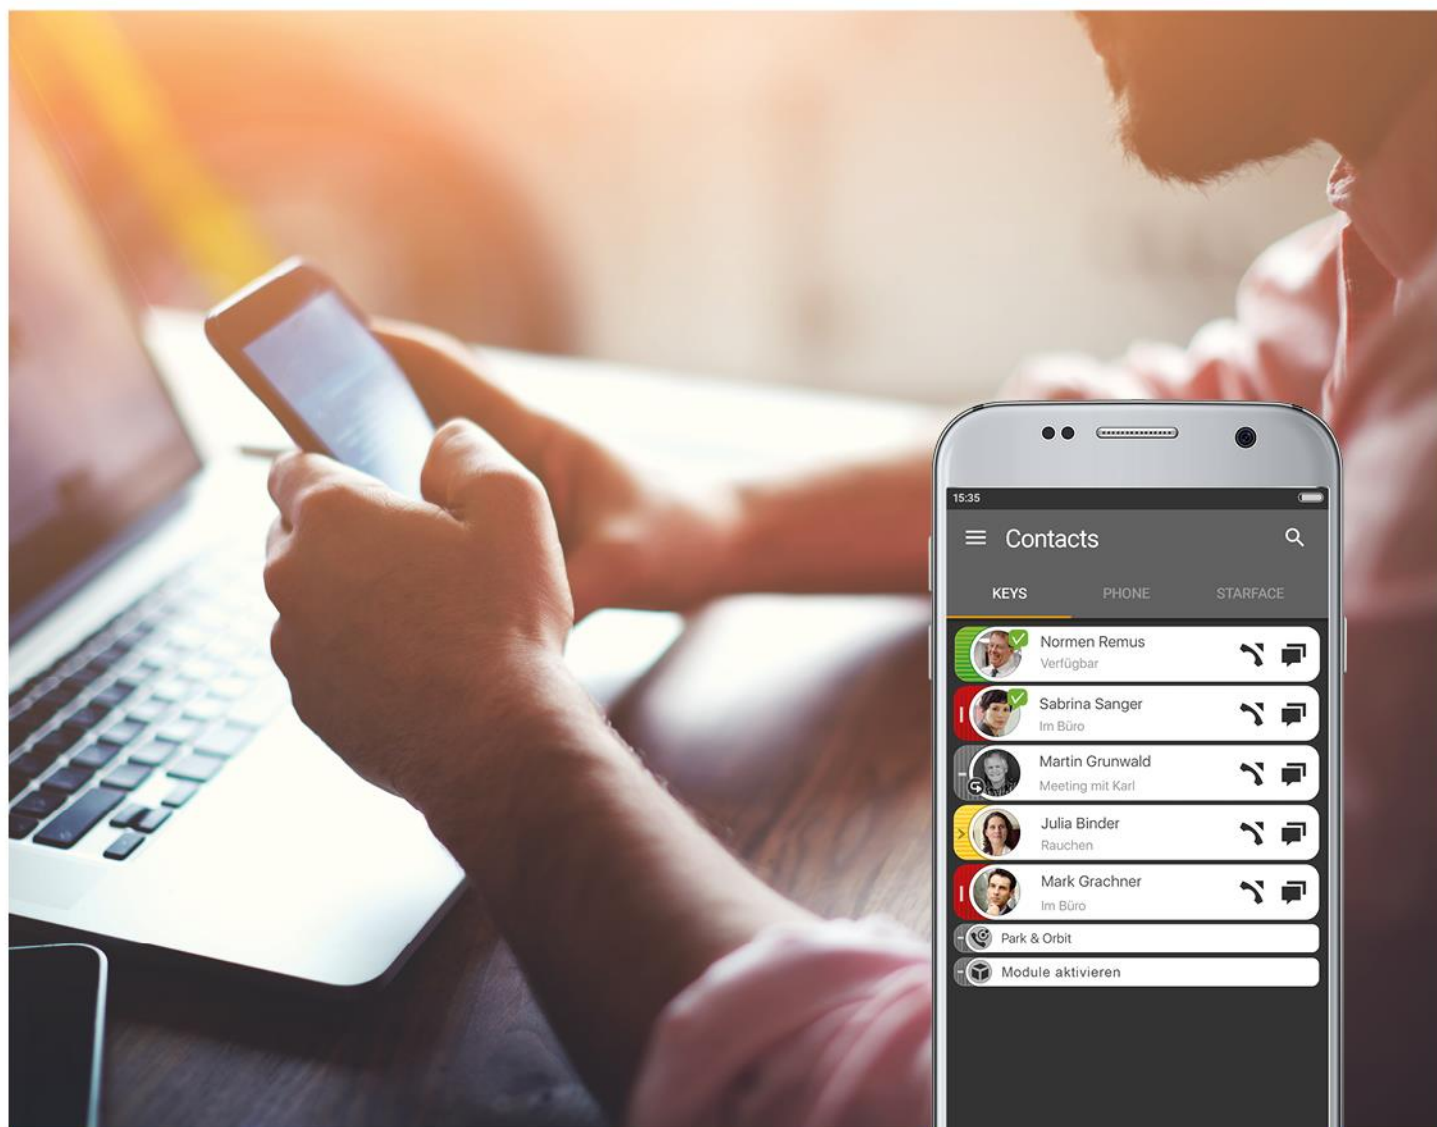 15:35
Contacts
KEYS PHONE STARFACE
Normen Remus
Verfügbar
Sabrina Sanger
Im Büro
Martin Grunwald
Meeting mit Karl
Julia Binder
Rauchen
Mark Grachner
Im Büro
Park & Orbit
Module aktivieren